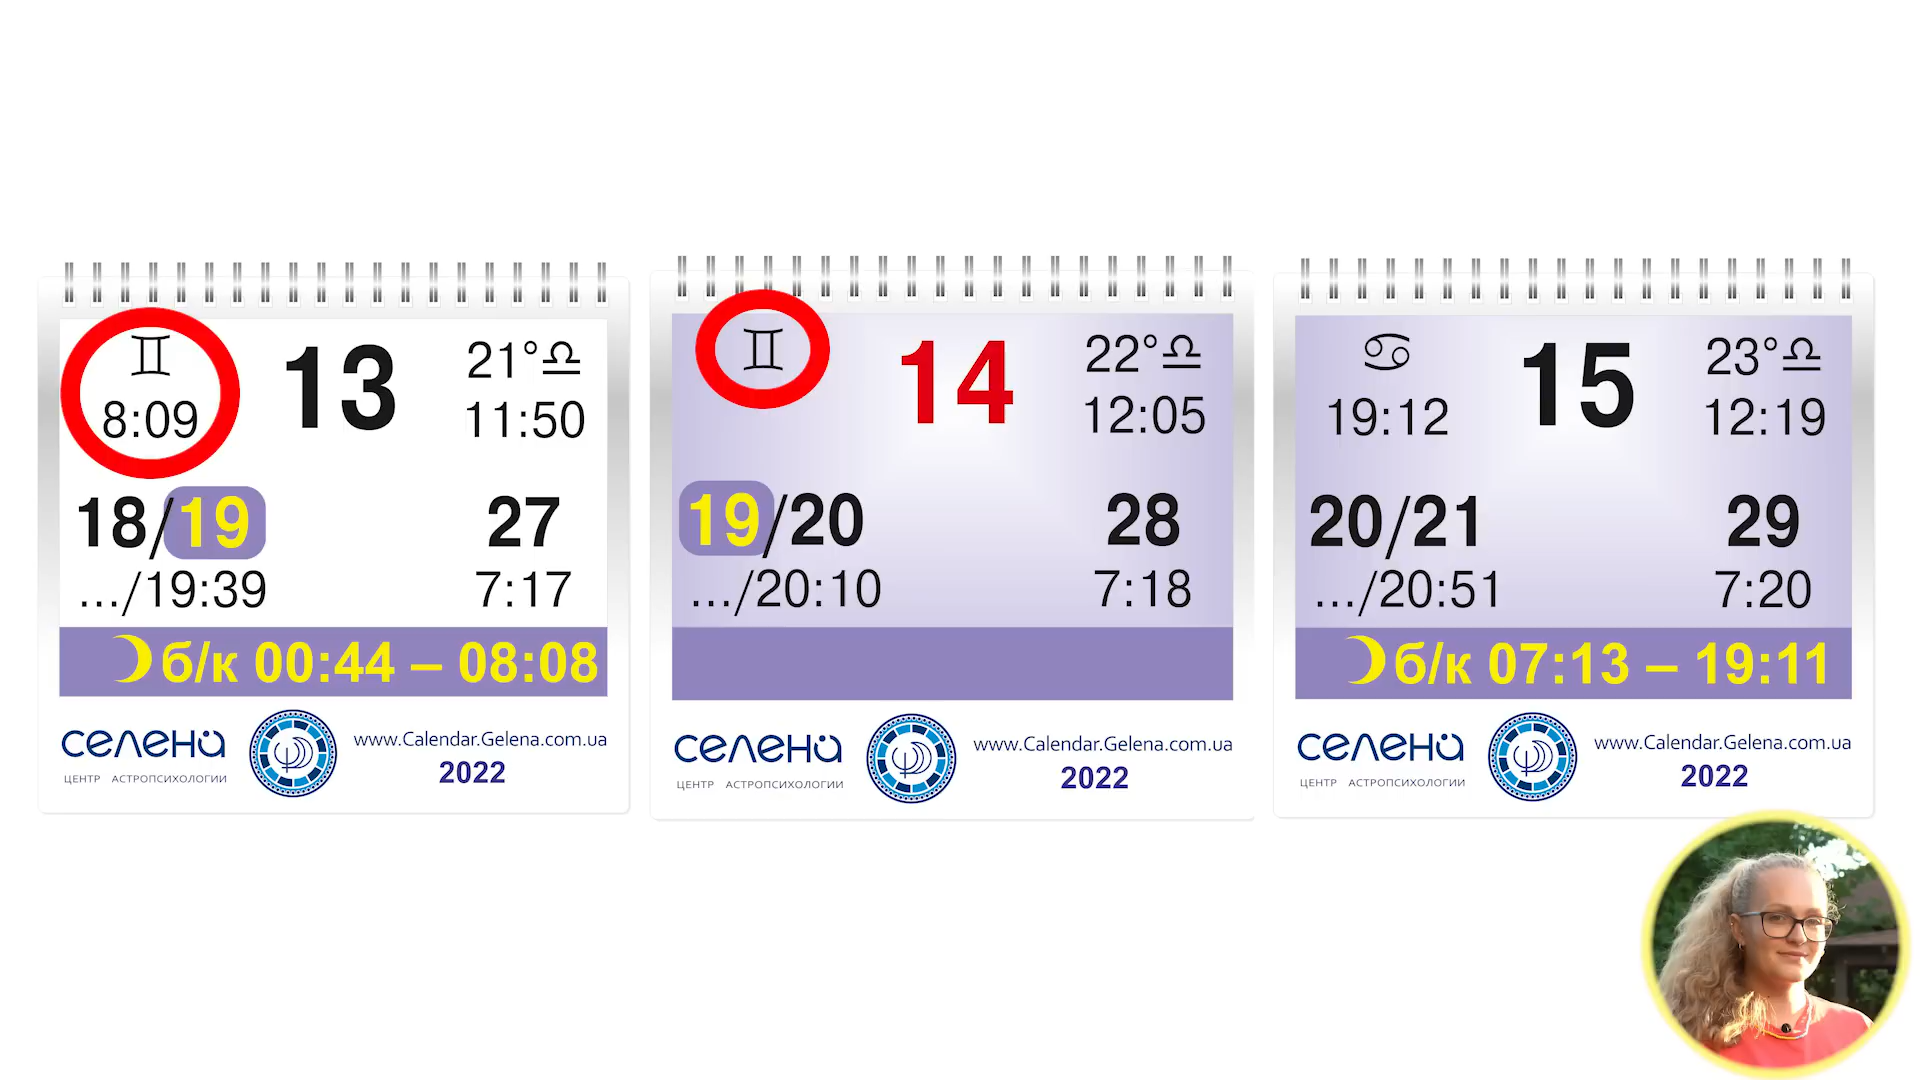 ♊ 13 21°♎
8:09 11:50
18/19 27
.../19:39 7:17
☽ б/к 00:44 – 08:08
селена
ЦЕНТР АСТРОПСИХОЛОГИИ
www.Calendar.Gelena.com.ua
2022
♊ 14 22°♎
12:05
19/20 28
.../20:10 7:18
селена
ЦЕНТР АСТРОПСИХОЛОГИИ
www.Calendar.Gelena.com.ua
2022
♋ 15 23°♎
19:12 12:19
20/21 29
.../20:51 7:20
☽ б/к 07:13 – 19:11
селена
ЦЕНТР АСТРОПСИХОЛОГИИ
www.Calendar.Gelena.com.ua
2022